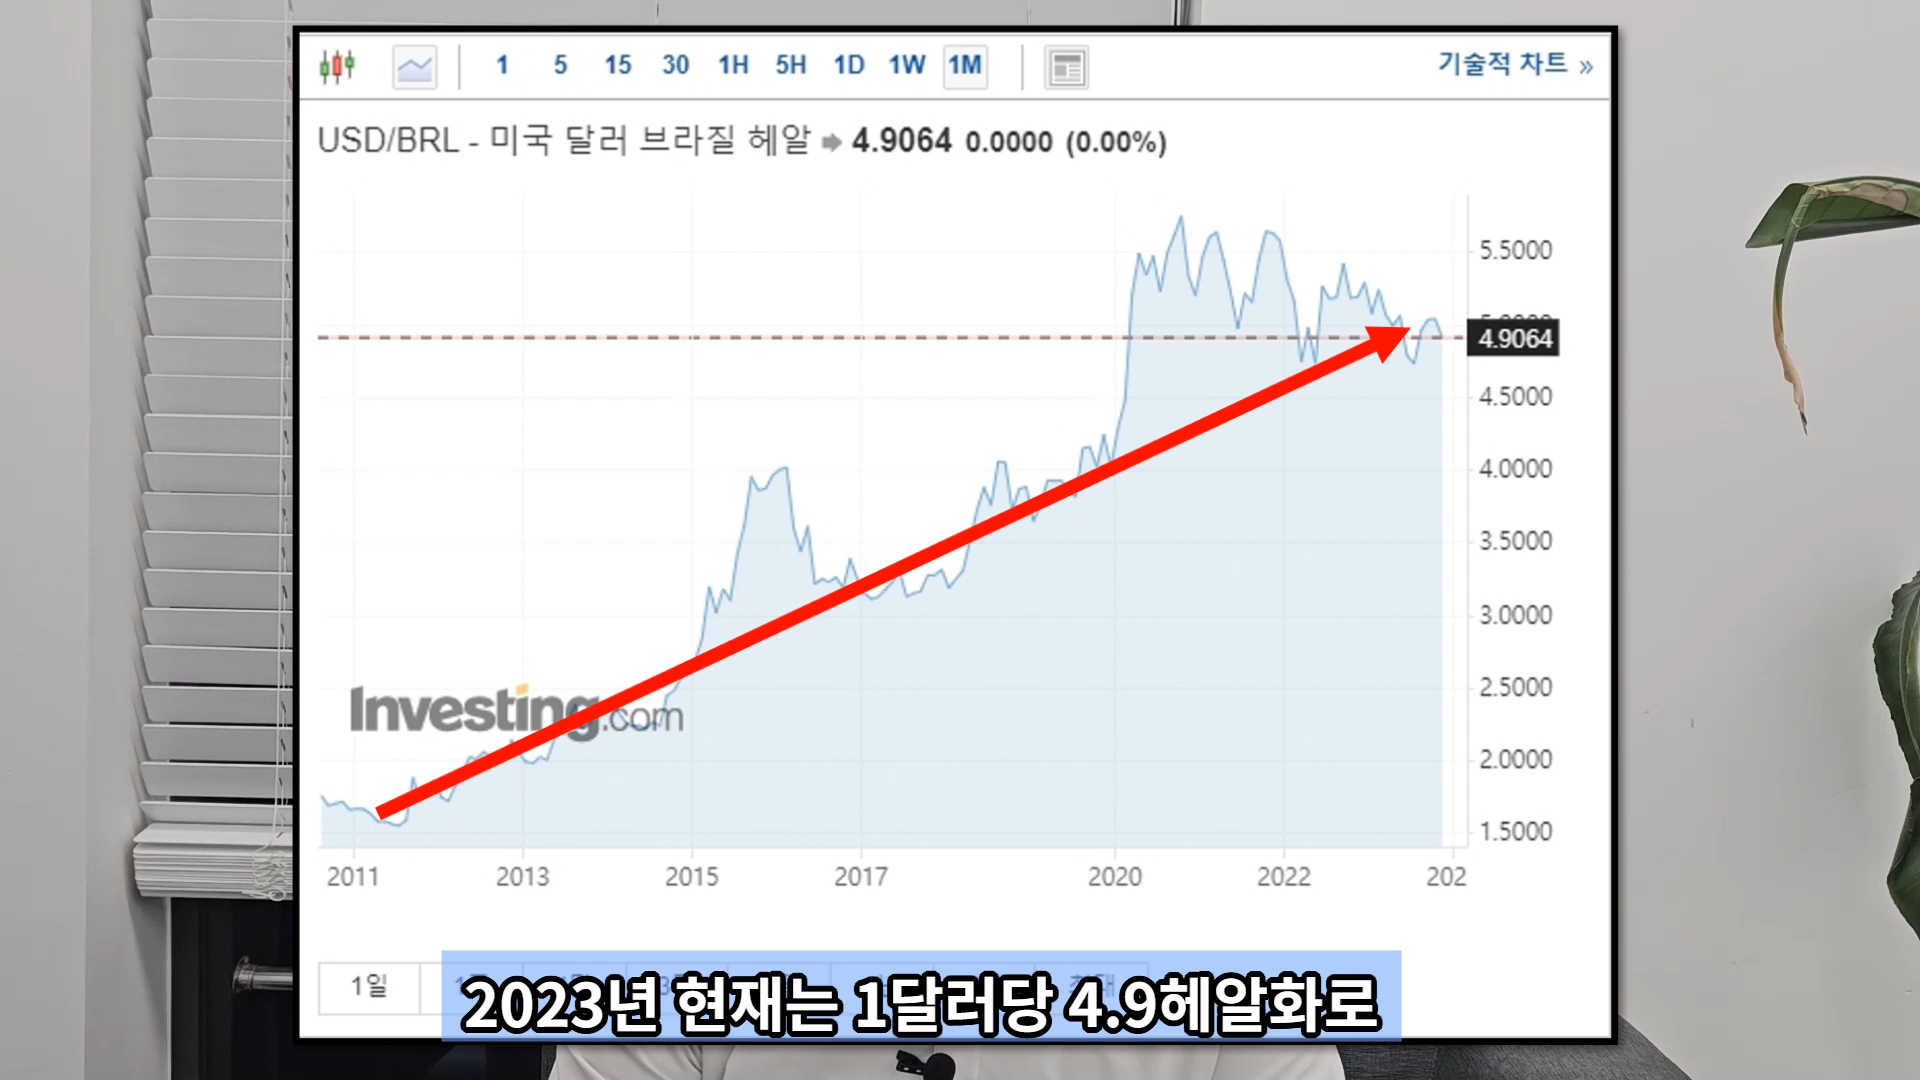 1 5 15 30 1H 5H 1D 1W 1M 기술적 차트 »
USD/BRL - 미국 달러 브라질 헤알 4.9064 0.0000 (0.00%)
5.5000
4.9064
4.5000
4.0000
3.5000
3.0000
2.5000
2.0000
1.5000
Investing.com
2011 2013 2015 2017 2020 2022 202
1일
2023년 현재는 1달러당 4.9헤알화로